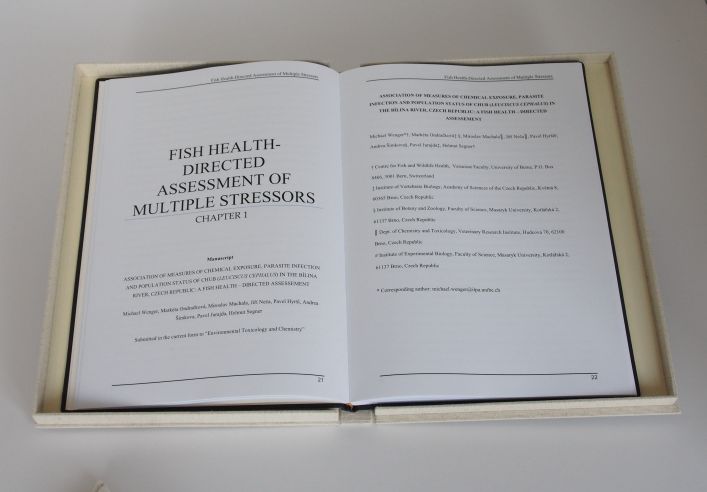 Fish Health-Directed Assessment of Multiple Stressors
FISH HEALTH-
DIRECTED
ASSESSMENT OF
MULTIPLE STRESSORS
CHAPTER 1
Manuscript
ASSOCIATION OF MEASURES OF CHEMICAL EXPOSURE, PARASITE INFECTION
AND POPULATION STATUS OF CHUB (LEUCISCUS CEPHALUS) IN THE BÍLINA
RIVER, CZECH REPUBLIC: A FISH HEALTH – DIRECTED ASSESSEMENT
Michael Wenger, Markéta Ondračková, Miroslav Machala, Jiří Neča, Pavel Hyršl, Andrea
Šimková, Pavel Jurajda, Helmut Segner
Submitted in the current form to "Environmental Toxicology and Chemistry"
21
Fish Health-Directed Assessment of Multiple Stressors
ASSOCIATION OF MEASURES OF CHEMICAL EXPOSURE, PARASITE
INFECTION AND POPULATION STATUS OF CHUB (LEUCISCUS CEPHALUS) IN
THE BÍLINA RIVER, CZECH REPUBLIC: A FISH HEALTH – DIRECTED
ASSESSEMENT
Michael Wenger*†, Markéta Ondračková‡ §, Miroslav Machala‖, Jiří Neča‖, Pavel Hyršl#,
Andrea Šimková§, Pavel Jurajda‡, Helmut Segner†
† Centre for Fish and Wildlife Health, Vetsuisse Faculty, University of Berne, P.O. Box
8466, 3001 Bern, Switzerland
‡ Institute of Vertebrate Biology, Academy of Sciences of the Czech Republic, Květná 8,
60365 Brno, Czech Republic
§ Institute of Botany and Zoology, Faculty of Science, Masaryk University, Kotlářská 2,
61137 Brno, Czech Republic
‖ Dept. of Chemistry and Toxicology, Veterinary Research Institute, Hudcova 70, 62100
Brno, Czech Republic
# Institute of Experimental Biology, Faculty of Science, Masaryk University, Kotlářská 2,
61137 Brno, Czech Republic
* Corresponding author: michael.wenger@itpa.unibe.ch
22